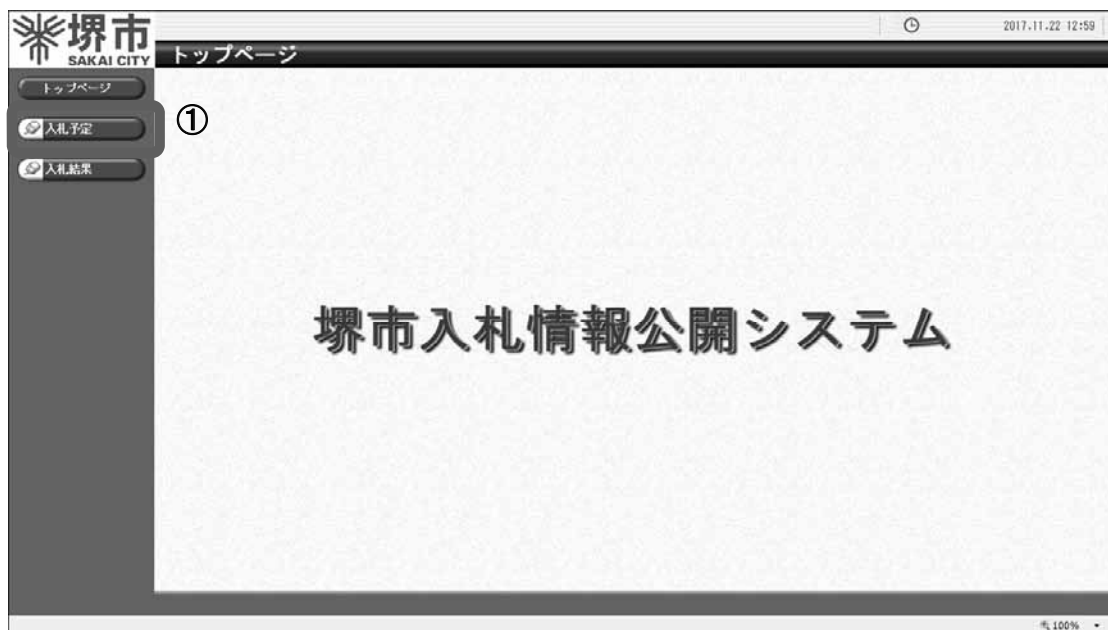 堺市
SAKAI CITY
2017.11.22 12:59
トップページ
トップページ
入札予定
①
入札結果
堺市入札情報公開システム
100%